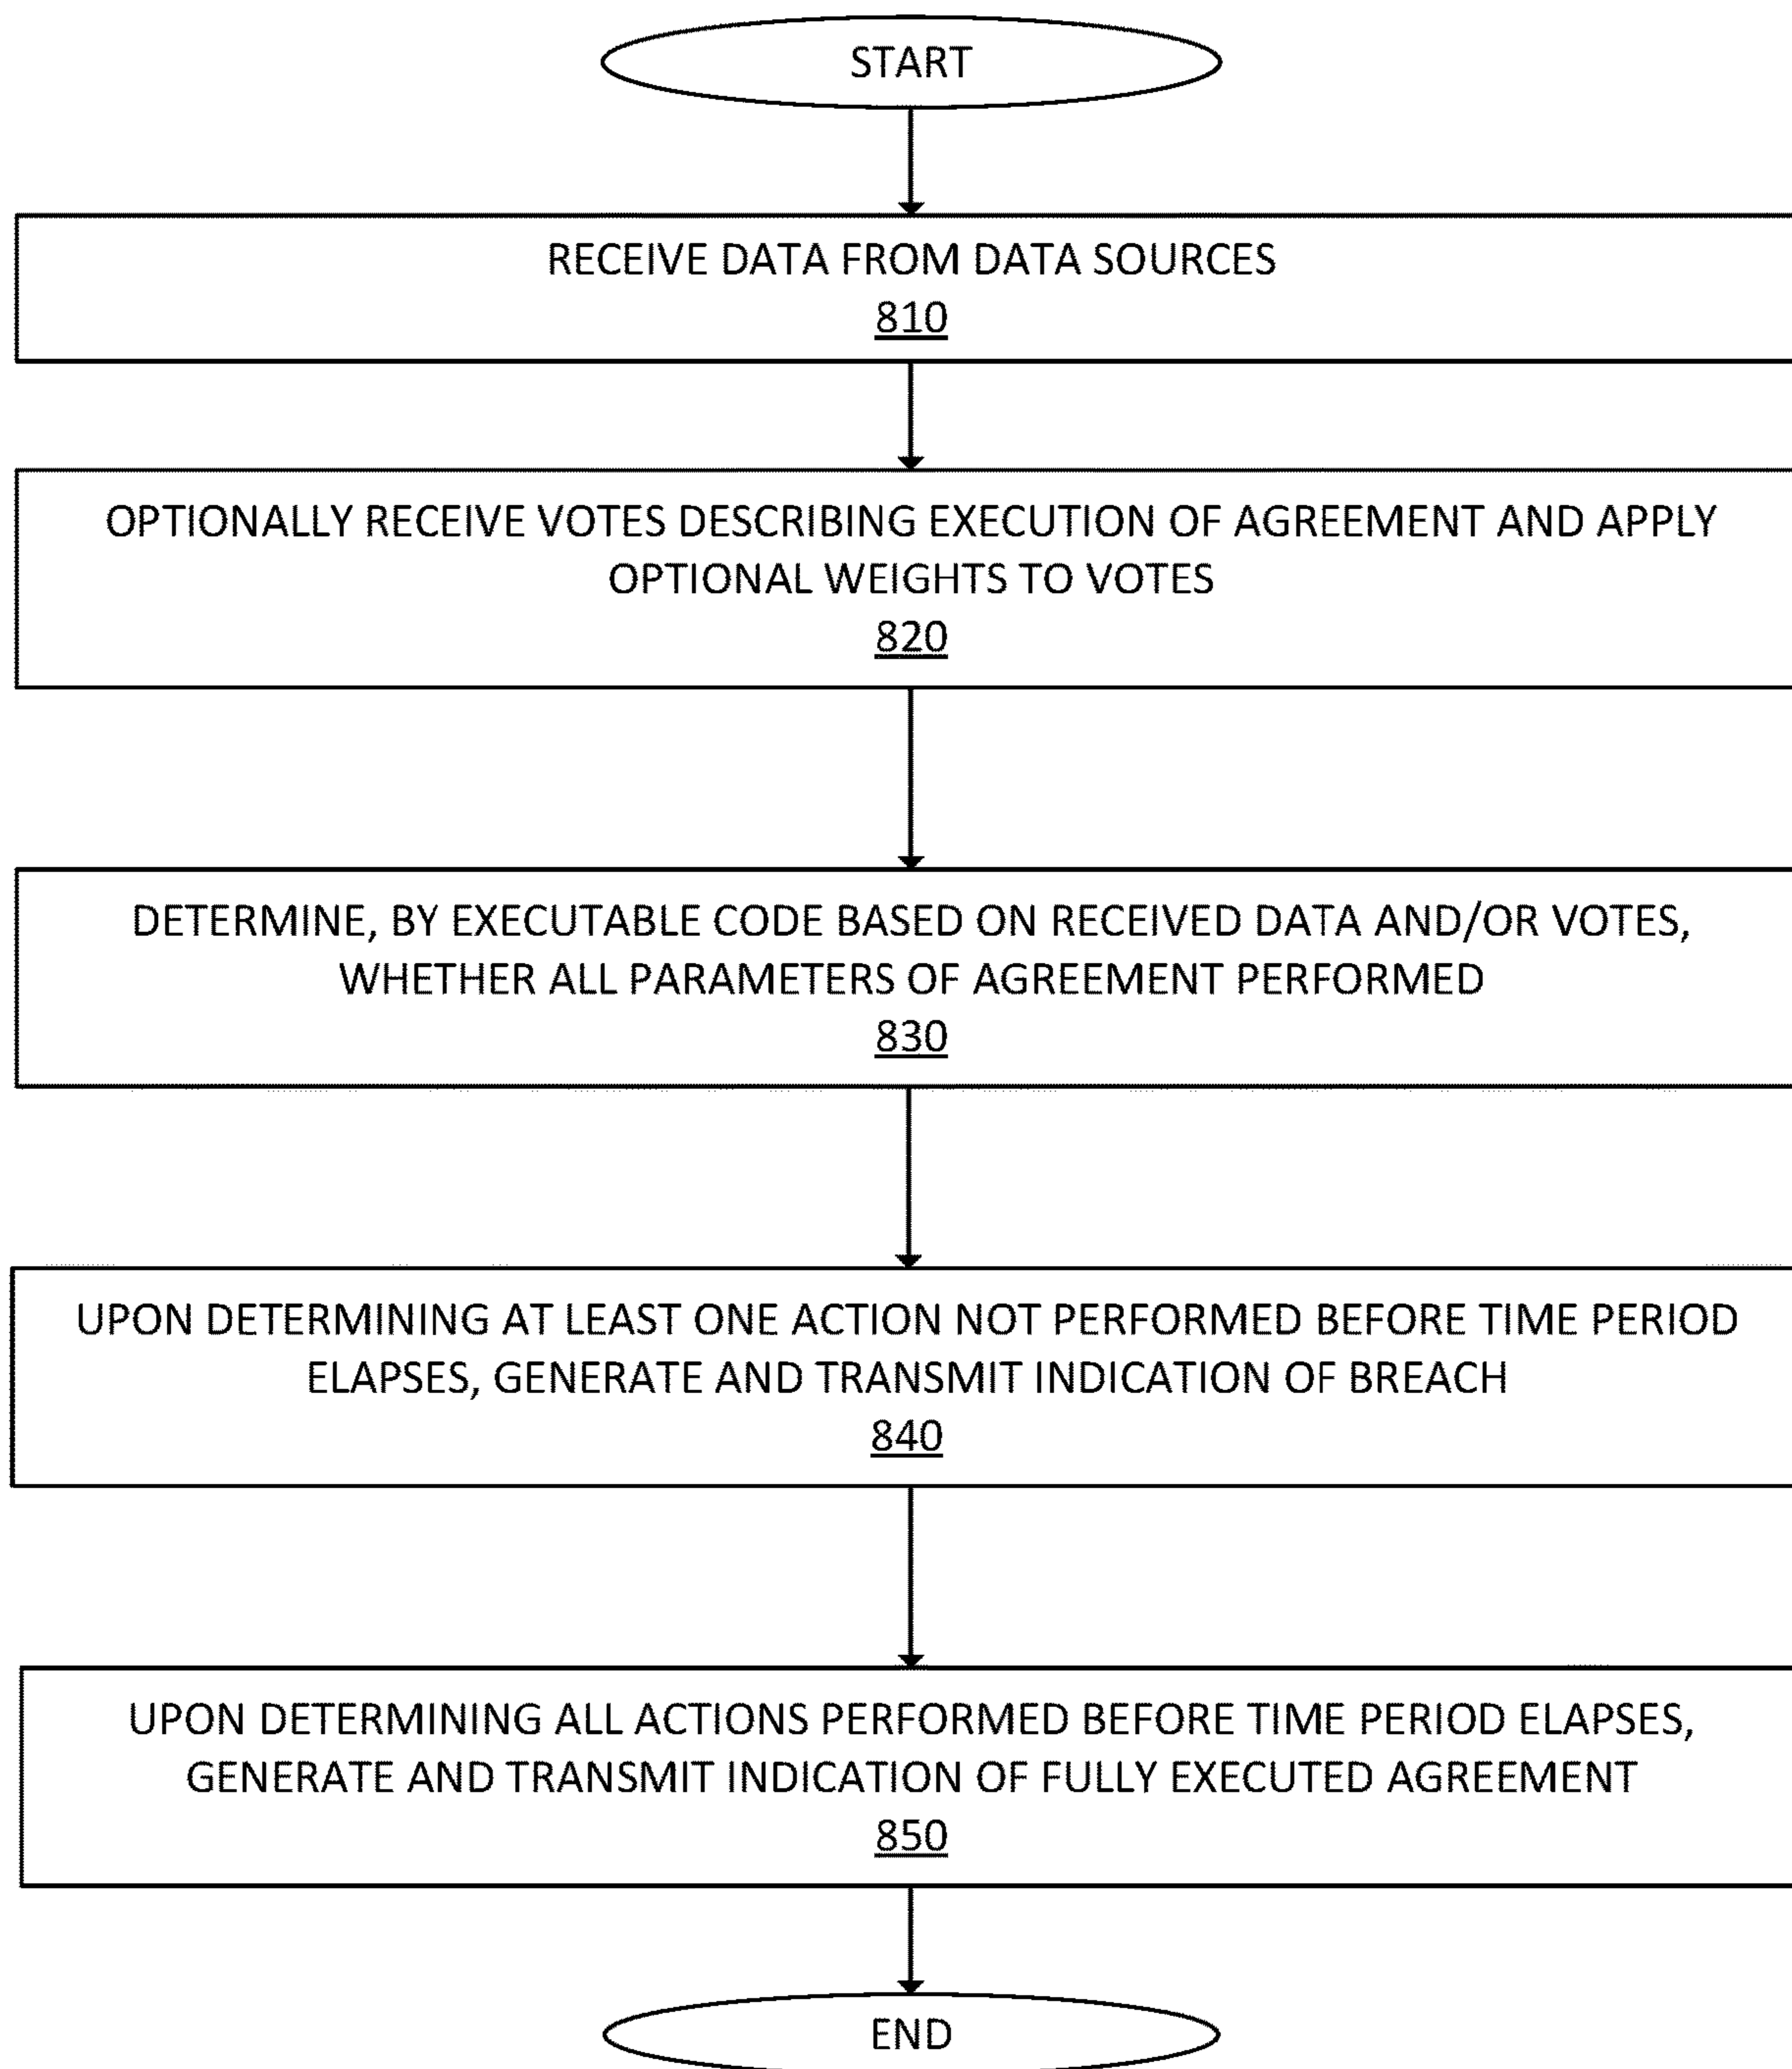 START
RECEIVE DATA FROM DATA SOURCES
810
OPTIONALLY RECEIVE VOTES DESCRIBING EXECUTION OF AGREEMENT AND APPLY
OPTIONAL WEIGHTS TO VOTES
820
DETERMINE, BY EXECUTABLE CODE BASED ON RECEIVED DATA AND/OR VOTES,
WHETHER ALL PARAMETERS OF AGREEMENT PERFORMED
830
UPON DETERMINING AT LEAST ONE ACTION NOT PERFORMED BEFORE TIME PERIOD
ELAPSES, GENERATE AND TRANSMIT INDICATION OF BREACH
840
UPON DETERMINING ALL ACTIONS PERFORMED BEFORE TIME PERIOD ELAPSES,
GENERATE AND TRANSMIT INDICATION OF FULLY EXECUTED AGREEMENT
850
END